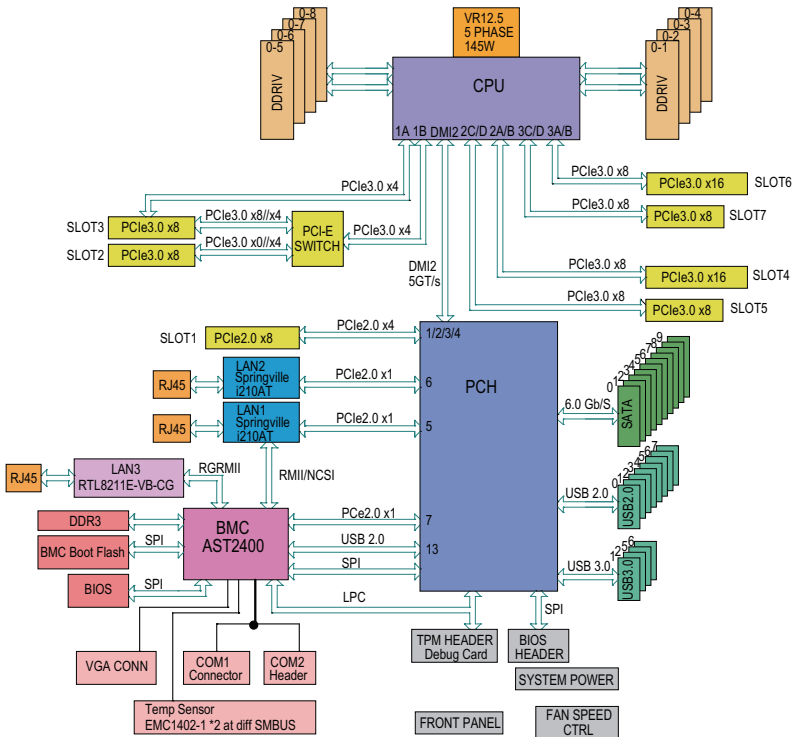 VR12.5
5 PHASE
145W
0-8
0-7
0-6
0-5
DDRIV
0-4
0-3
0-2
0-1
DDRIV
CPU
1A 1B DMI2 2C/D 2A/B 3C/D 3A/B
PCIe3.0 x4
PCIe3.0 x8
PCIe3.0 x16 SLOT6
SLOT3 PCIe3.0 x8
PCIe3.0 x8//x4
PCI-E
SWITCH
PCIe3.0 x4
PCIe3.0 x8
PCIe3.0 x8 SLOT7
SLOT2 PCIe3.0 x8
PCIe3.0 x0//x4
DMI2
5GT/s
PCIe3.0 x8
PCIe3.0 x16 SLOT4
PCIe3.0 x8
PCIe3.0 x8 SLOT5
SLOT1 PCIe2.0 x8
PCIe2.0 x4
1/2/3/4
PCH
RJ45
LAN2
Springville
i210AT
PCIe2.0 x1
6
RJ45
LAN1
Springville
i210AT
PCIe2.0 x1
5
6.0 Gb/S
SATA
0123456789
RJ45
LAN3
RTL8211E-VB-CG
RGRMII
RMII/NCSI
USB 2.0
USB2.0
01234567
DDR3
BMC
AST2400
PCe2.0 x1
7
BMC Boot Flash
SPI
USB 2.0
13
SPI
USB 3.0
USB3.0
1256
BIOS
SPI
LPC
SPI
VGA CONN
COM1
Connector
COM2
Header
TPM HEADER
Debug Card
BIOS
HEADER
SYSTEM POWER
Temp Sensor
EMC1402-1 *2 at diff SMBUS
FRONT PANEL
FAN SPEED
CTRL